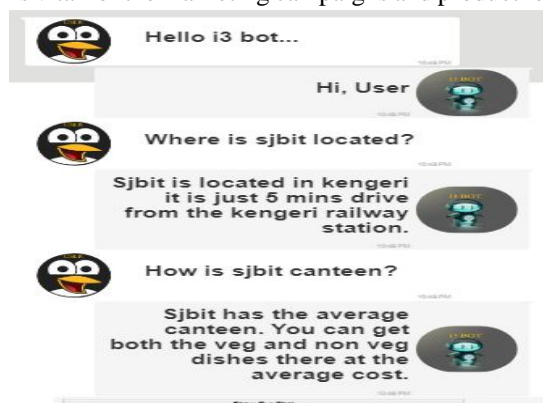 Hello i3 bot...
Hi, User
Where is sjbit located?
Sjbit is located in kengeri
it is just 5 mins drive
from the kengeri railway
station.
How is sjbit canteen?
Sjbit has the average
canteen. You can get
both the veg and non veg
dishes there at the
average cost.